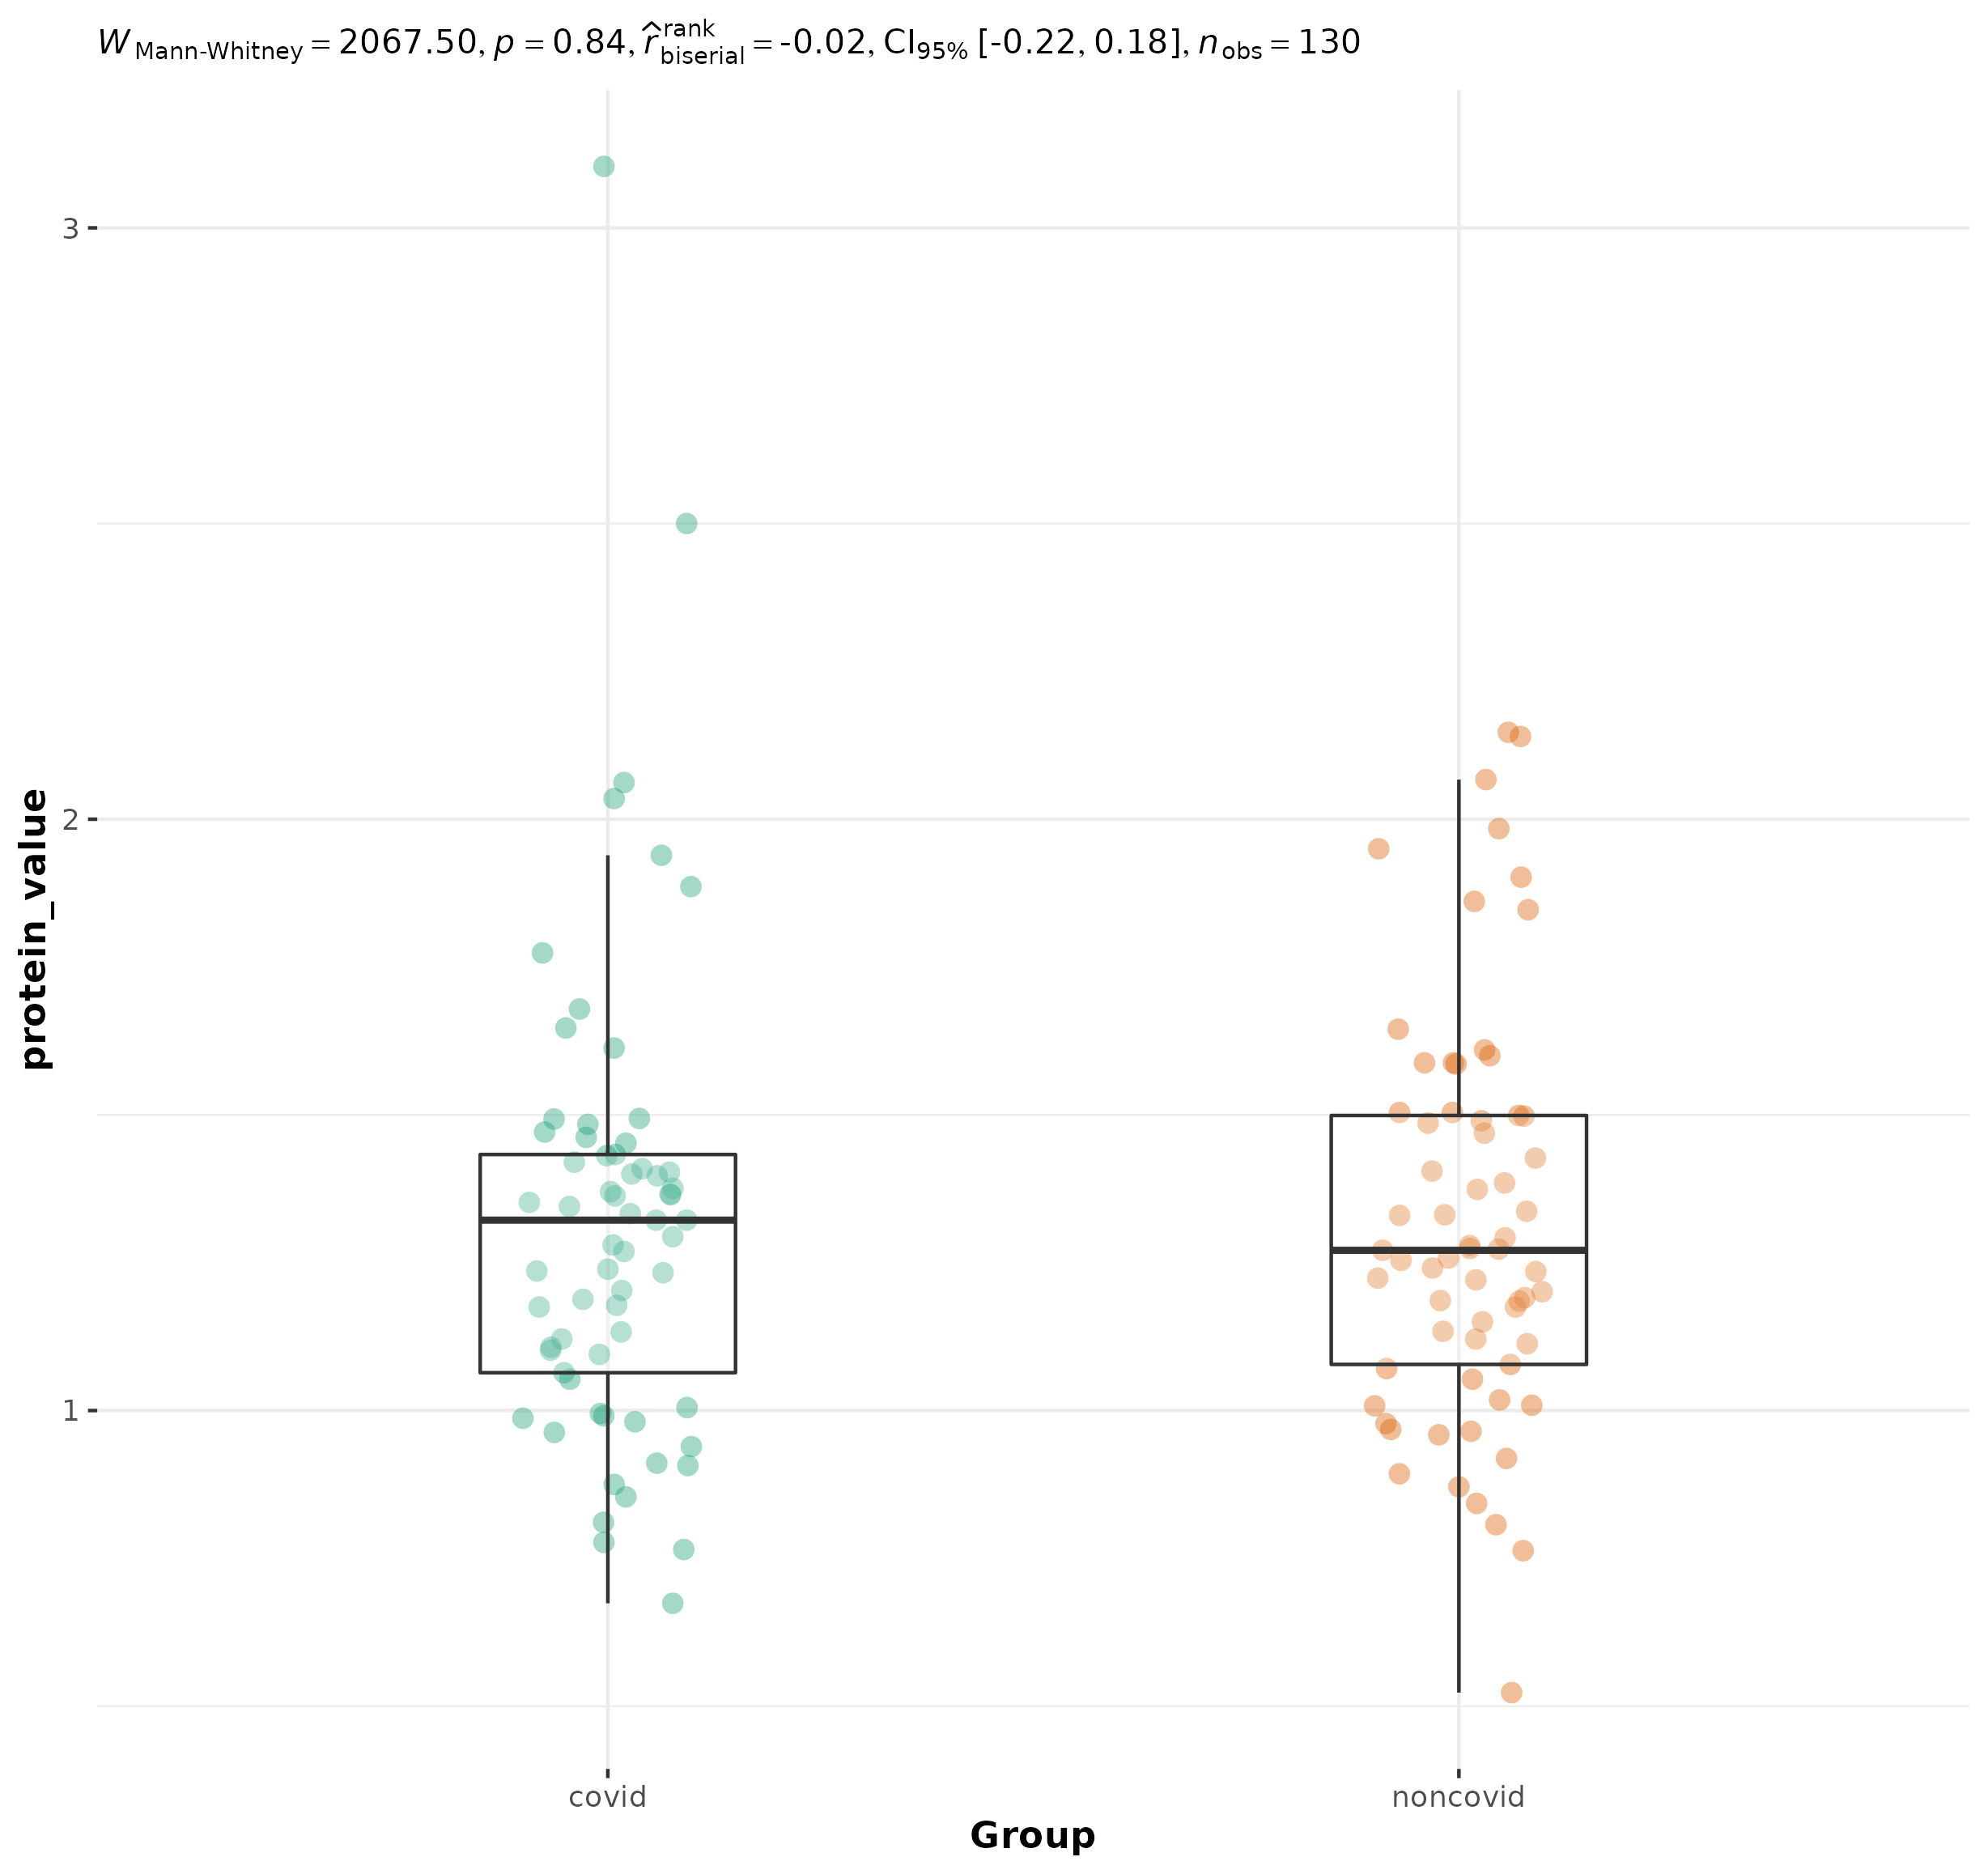 W Mann-Whitney = 2067.50, p = 0.84, r̂ rank biserial = -0.02, CI95% [-0.22, 0.18], nobs = 130
3
2
1
protein_value
covid noncovid
Group